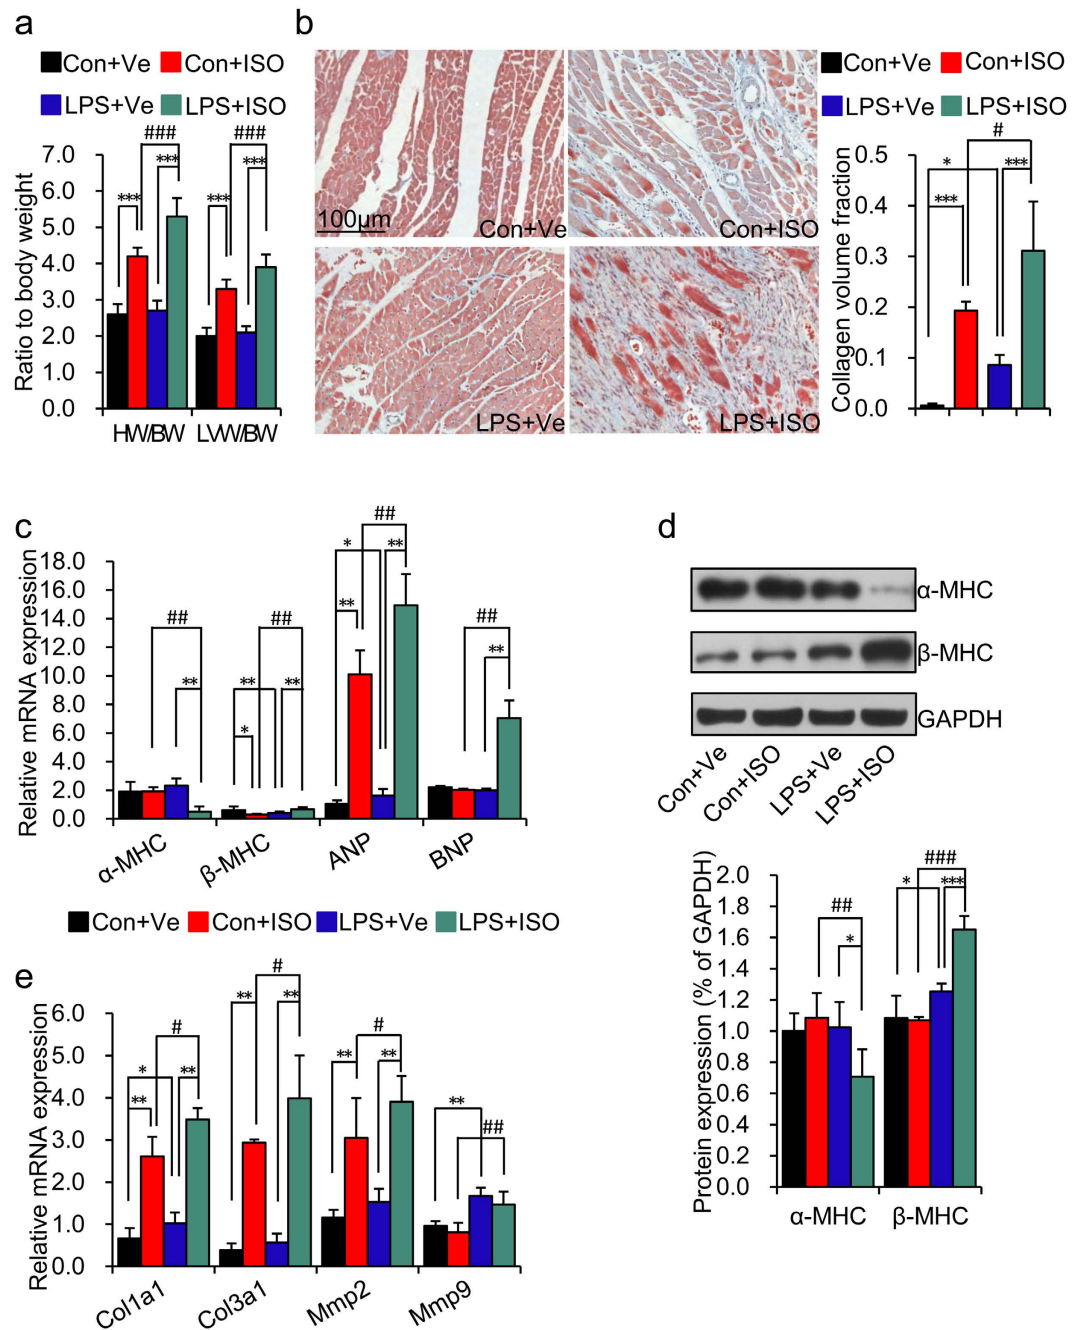 a
Con+Ve Con+ISO
LPS+Ve LPS+ISO
### ###
*** *** *** ***
Ratio to body weight
7.0
6.0
5.0
4.0
3.0
2.0
1.0
0.0
HW/BW LVW/BW
b
Con+Ve Con+ISO
LPS+Ve LPS+ISO
100μm
Con+Ve
Con+ISO
LPS+Ve
LPS+ISO
Con+Ve Con+ISO
LPS+Ve LPS+ISO
#
* ***
***
Collagen volume fraction
0.5
0.4
0.3
0.2
0.1
0.0
c
Relative mRNA expression
18.0
16.0
14.0
12.0
10.0
8.0
6.0
4.0
2.0
0.0
## ## ## ##
** ** ** * * ** ** **
α-MHC β-MHC ANP BNP
Con+Ve Con+ISO LPS+Ve LPS+ISO
d
α-MHC
β-MHC
GAPDH
Con+Ve Con+ISO LPS+Ve LPS+ISO
Protein expression (% of GAPDH)
2.0
1.8
1.6
1.4
1.2
1.0
0.8
0.6
0.4
0.2
0.0
## ###
* * ***
α-MHC β-MHC
e
Relative mRNA expression
6.0
5.0
4.0
3.0
2.0
1.0
0.0
# # # ##
* ** ** ** ** ** ** **
Col1a1 Col3a1 Mmp2 Mmp9